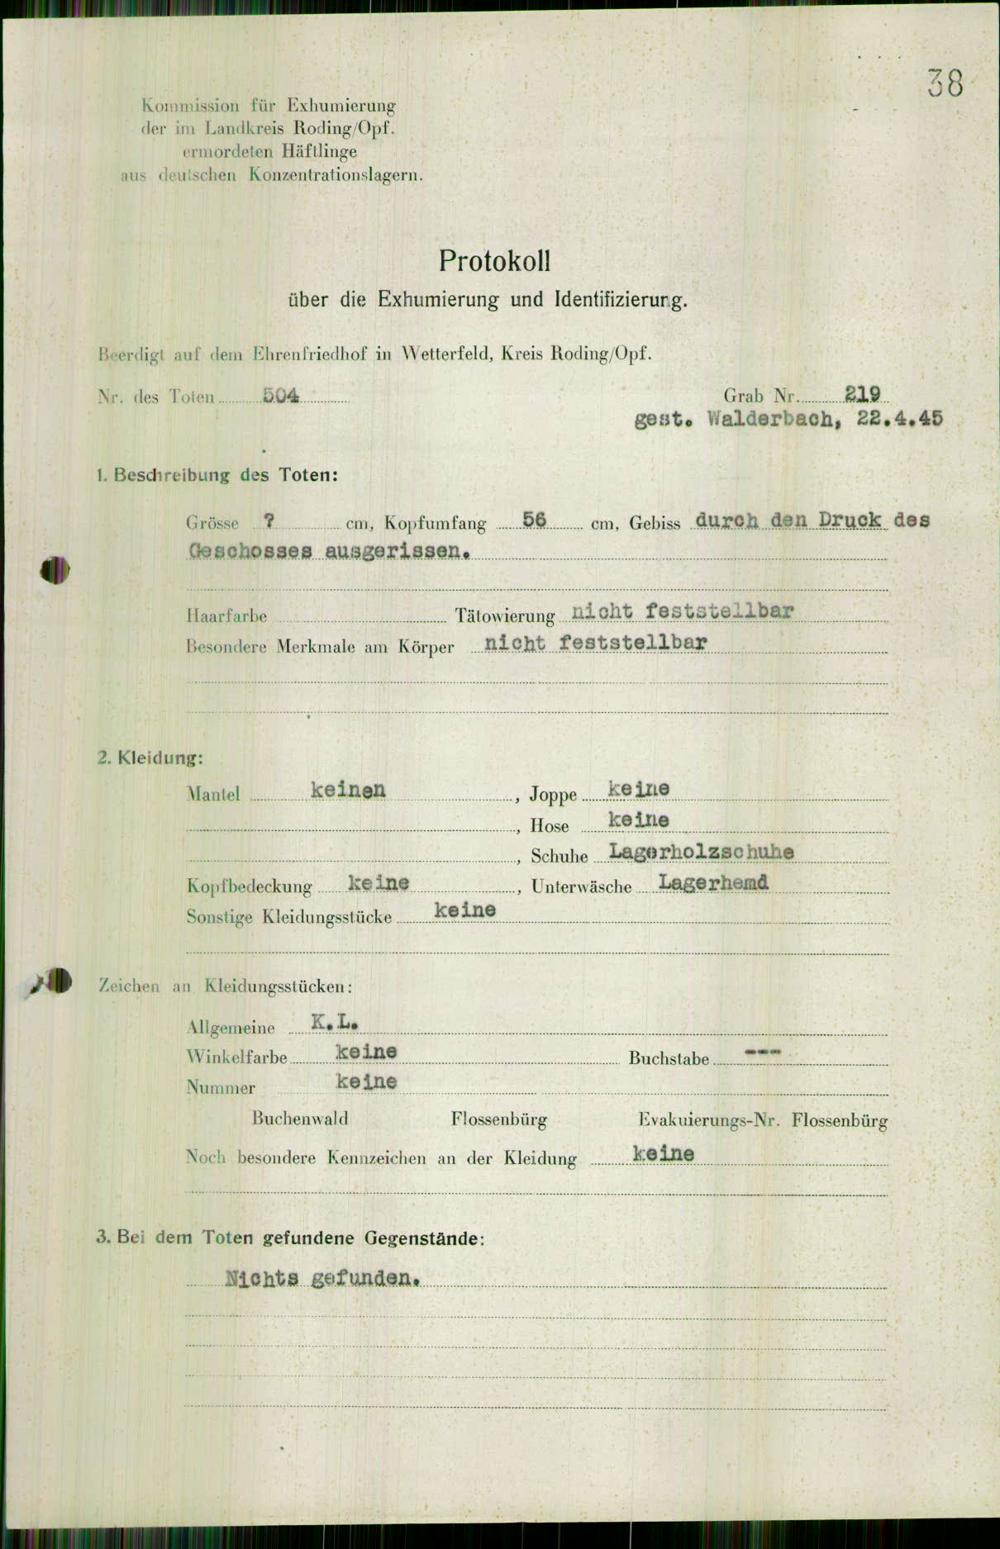 38
Kommission für Exhumierung
der im Landkreis Roding/Opf.
ermordeten Häftlinge
aus deutschen Konzentrationslagern.
Protokoll
über die Exhumierung und Identifizierung.
Beerdigt auf dem Ehrenfriedhof in Wetterfeld, Kreis Roding/Opf.
Nr. des Toten 504 Grab Nr. 219
gest. Walderbach, 22.4.45
1. Beschreibung des Toten:
Grösse ? cm, Kopfumfang 56 cm, Gebiss durch den Druck des
Geschosses ausgerissen.
Haarfarbe Tätowierung nicht feststellbar
Besondere Merkmale am Körper nicht feststellbar
2. Kleidung:
Mantel keinen , Joppe keine
, Hose keine
, Schuhe Lagerholzschuhe
Kopfbedeckung keine , Unterwäsche Lagerhemd
Sonstige Kleidungsstücke keine
Zeichen an Kleidungsstücken:
Allgemeine K.L.
Winkelfarbe keine Buchstabe ---
Nummer keine
Buchenwald Flossenbürg Evakuierungs-Nr. Flossenbürg
Noch besondere Kennzeichen an der Kleidung keine
3. Bei dem Toten gefundene Gegenstände:
Nichts gefunden.